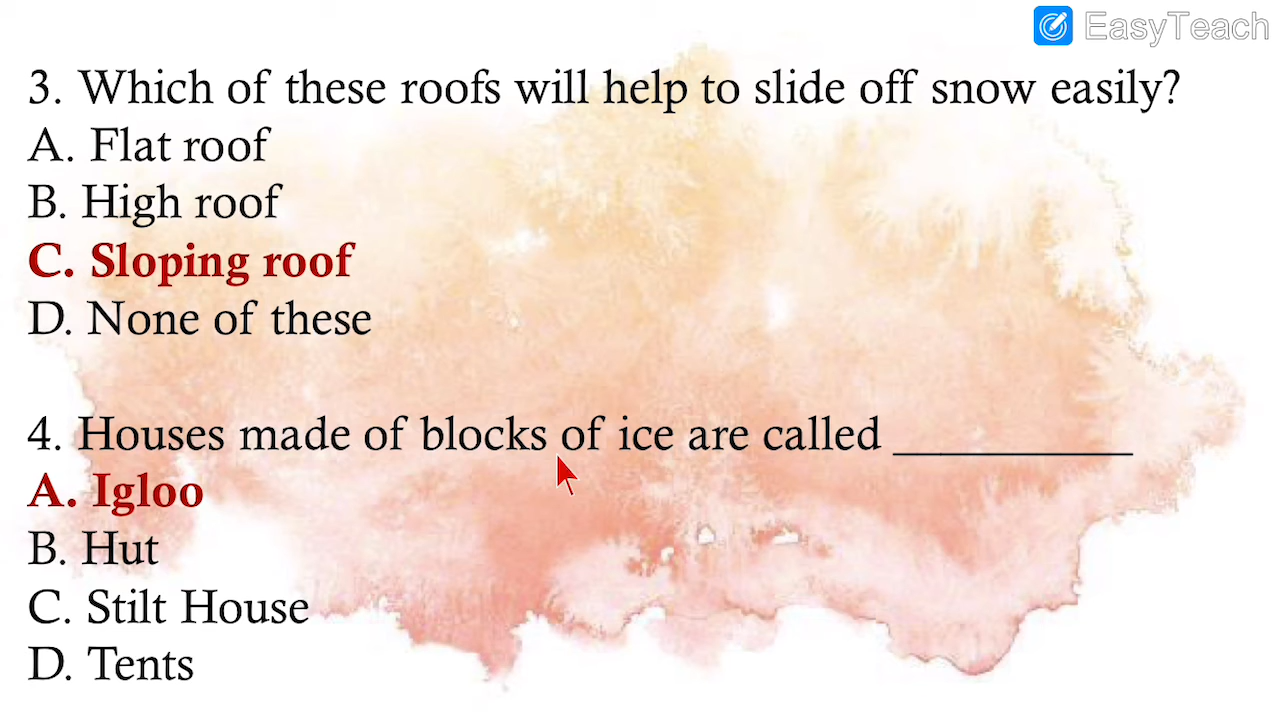 EasyTeach
3. Which of these roofs will help to slide off snow easily?
A. Flat roof
B. High roof
C. Sloping roof
D. None of these
4. Houses made of blocks of ice are called __________
A. Igloo
B. Hut
C. Stilt House
D. Tents